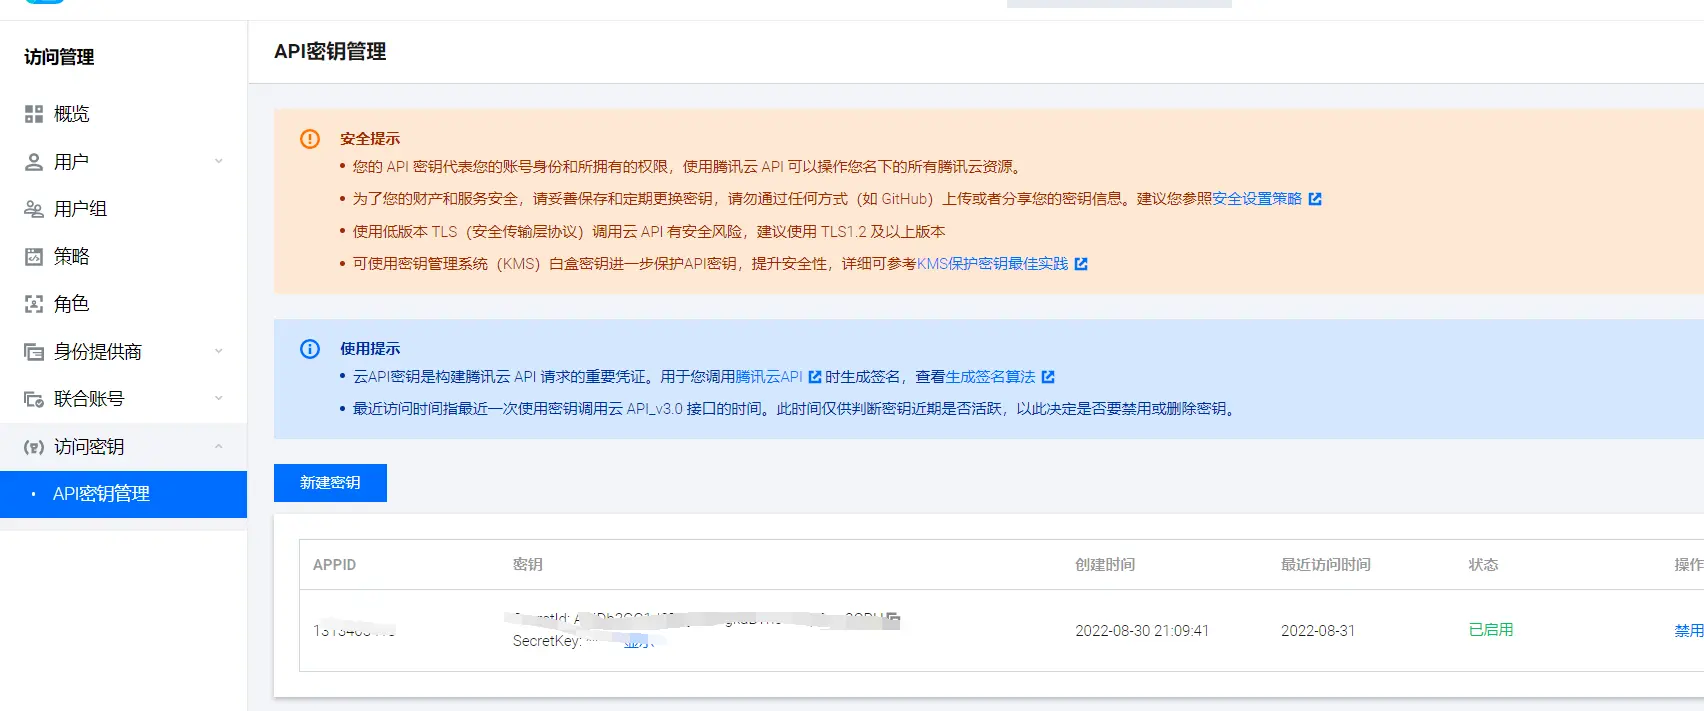 访问管理
API密钥管理
概览
用户
用户组
策略
角色
身份提供商
联合账号
访问密钥
API密钥管理
安全提示
您的 API 密钥代表您的账号身份和所拥有的权限，使用腾讯云 API 可以操作您名下的所有腾讯云资源。
为了您的财产和服务安全，请妥善保存和定期更换密钥，请勿通过任何方式（如 GitHub）上传或者分享您的密钥信息。建议您参照安全设置策略
使用低版本 TLS（安全传输层协议）调用云 API 有安全风险，建议使用 TLS1.2 及以上版本
可使用密钥管理系统（KMS）白盒密钥进一步保护API密钥，提升安全性，详细可参考KMS保护密钥最佳实践
使用提示
云API密钥是构建腾讯云 API 请求的重要凭证。用于您调用腾讯云API 时生成签名，查看生成签名算法
最近访问时间指最近一次使用密钥调用云 API_v3.0 接口的时间。此时间仅供判断密钥近期是否活跃，以此决定是否要禁用或删除密钥。
新建密钥
APPID 密钥 创建时间 最近访问时间 状态 操作
SecretKey: 2022-08-30 21:09:41 2022-08-31 已启用 禁用